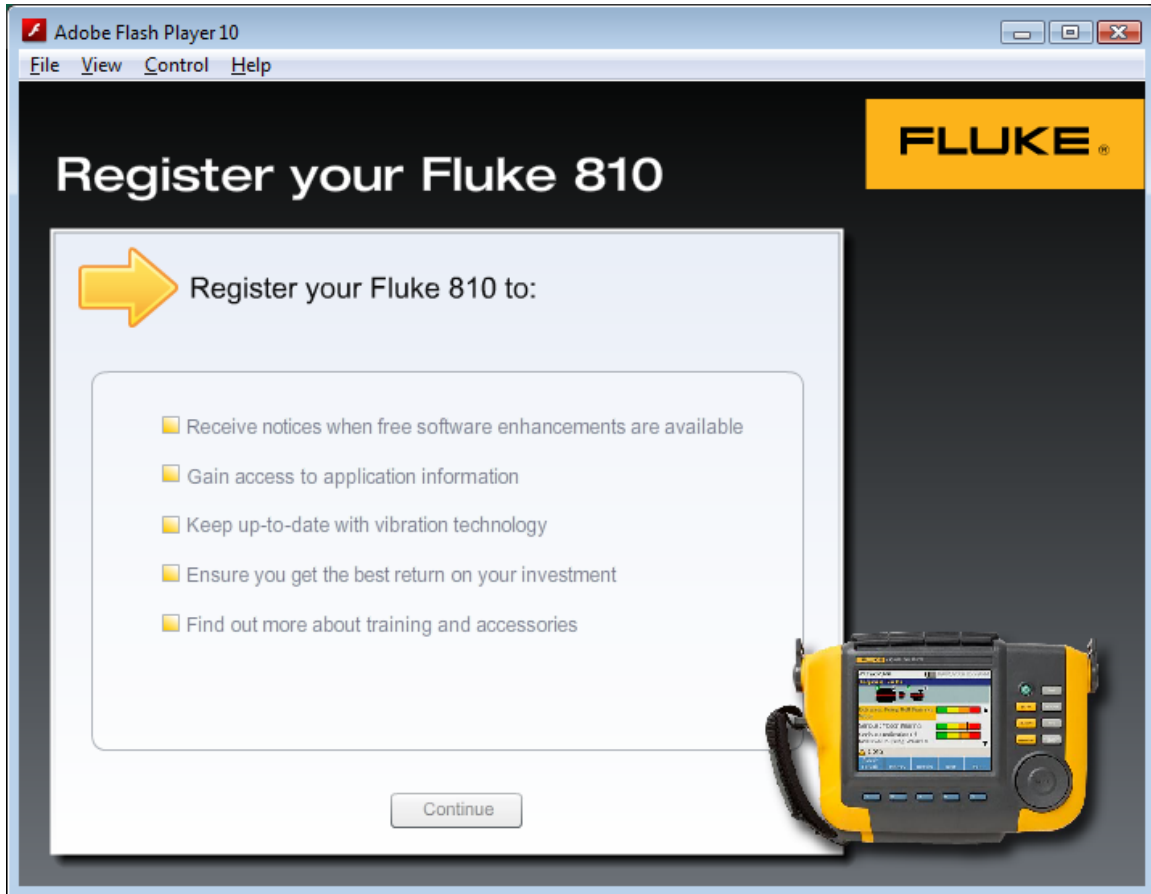 Adobe Flash Player 10
File View Control Help
FLUKE ®
Register your Fluke 810
Register your Fluke 810 to:
Receive notices when free software enhancements are available
Gain access to application information
Keep up-to-date with vibration technology
Ensure you get the best return on your investment
Find out more about training and accessories
Continue